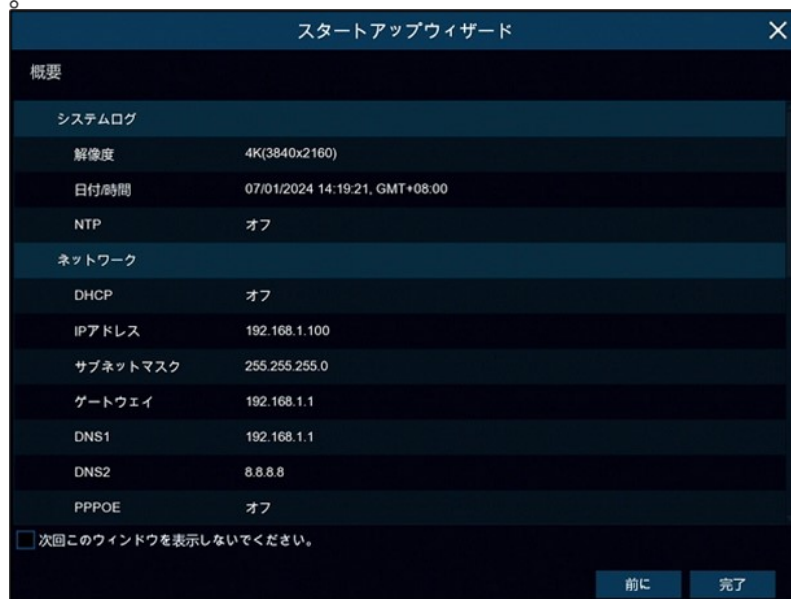 。
スタートアップウィザード
概要
システムログ
解像度 4K(3840x2160)
日付/時間 07/01/2024 14:19:21, GMT+08:00
NTP オフ
ネットワーク
DHCP オフ
IPアドレス 192.168.1.100
サブネットマスク 255.255.255.0
ゲートウェイ 192.168.1.1
DNS1 192.168.1.1
DNS2 8.8.8.8
PPPOE オフ
次回このウィンドウを表示しないでください。
前に 完了